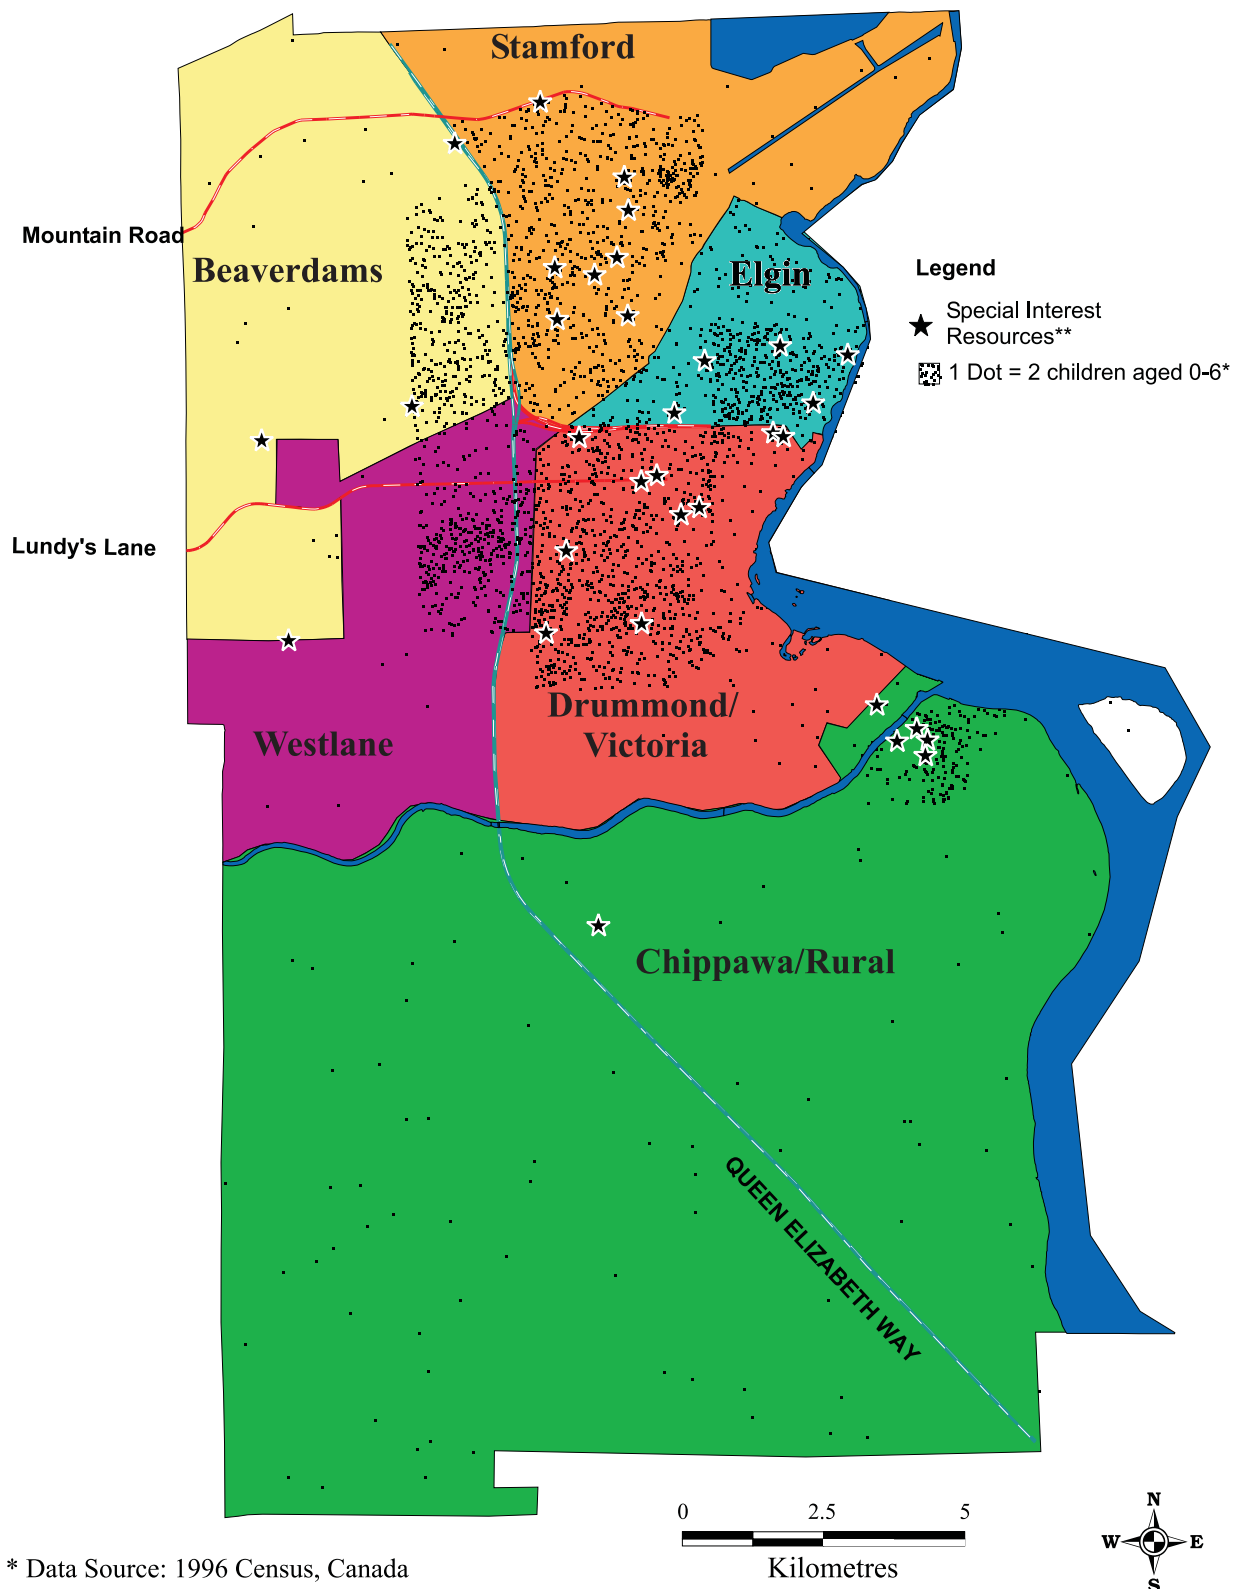 Stamford
Mountain Road
Beaverdams
Elgin
Legend
Special Interest
Resources**
1 Dot = 2 children aged 0-6*
Lundy's Lane
Drummond/
Victoria
Westlane
Chippawa/Rural
QUEEN ELIZABETH WAY
0 2.5 5
Kilometres
N
W E
S
* Data Source: 1996 Census, Canada